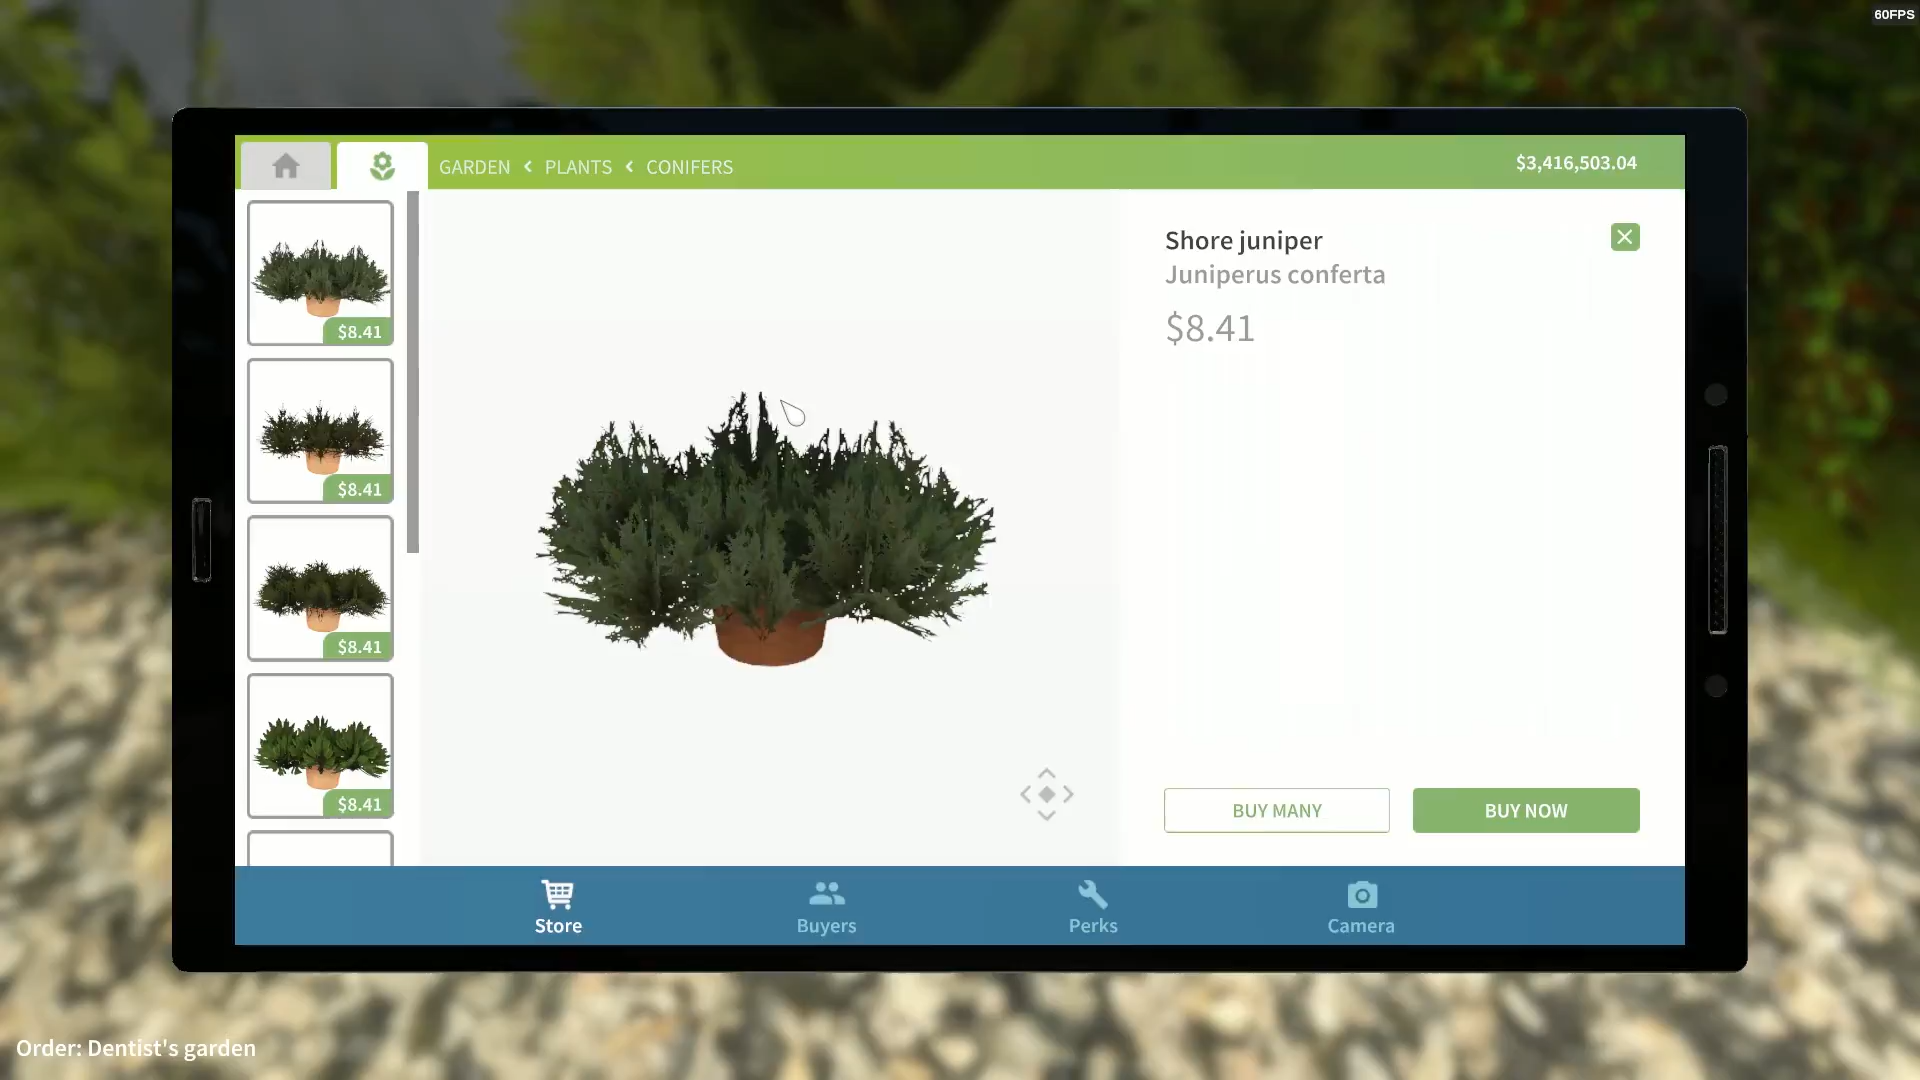 60FPS
GARDEN < PLANTS < CONIFERS
$3,416,503.04
Shore juniper
Juniperus conferta
$8.41
$8.41
$8.41
$8.41
$8.41
BUY MANY
BUY NOW
Store
Buyers
Perks
Camera
Order: Dentist's garden